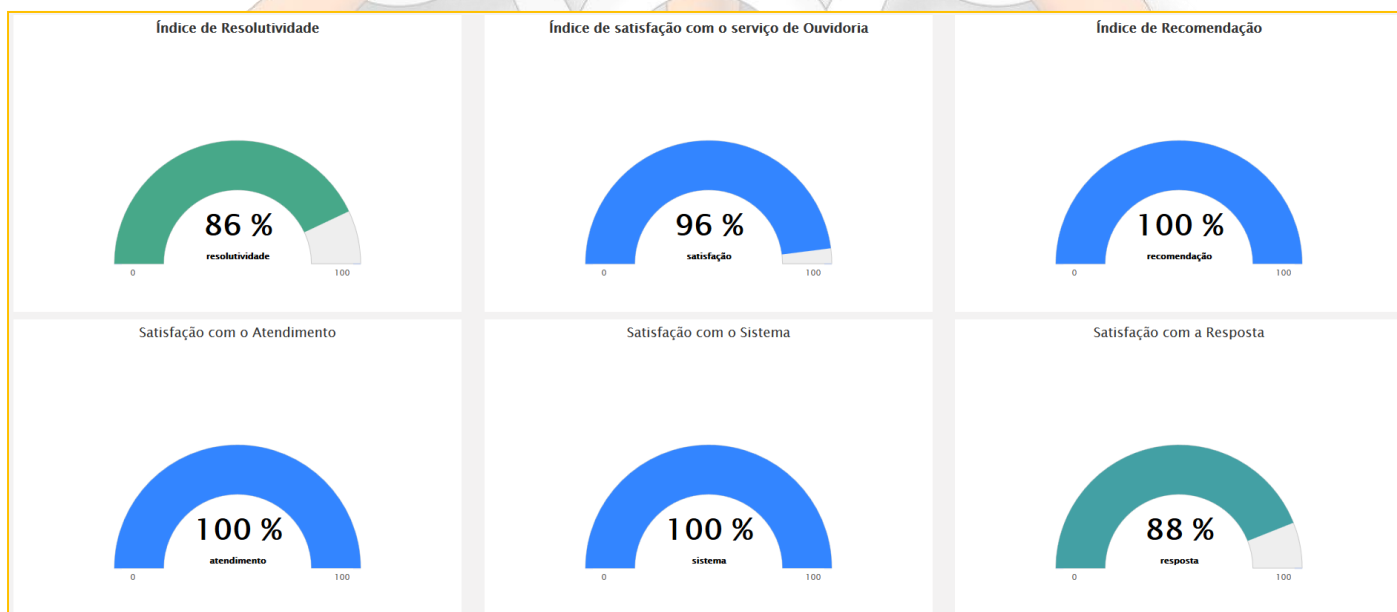 Índice de Resolutividade
Índice de satisfação com o serviço de Ouvidoria
Índice de Recomendação
86 %
resolutividade
0
100
96 %
satisfação
0
100
100 %
recomendação
0
100
Satisfação com o Atendimento
Satisfação com o Sistema
Satisfação com a Resposta
100 %
atendimento
0
100
100 %
sistema
0
100
88 %
resposta
0
100